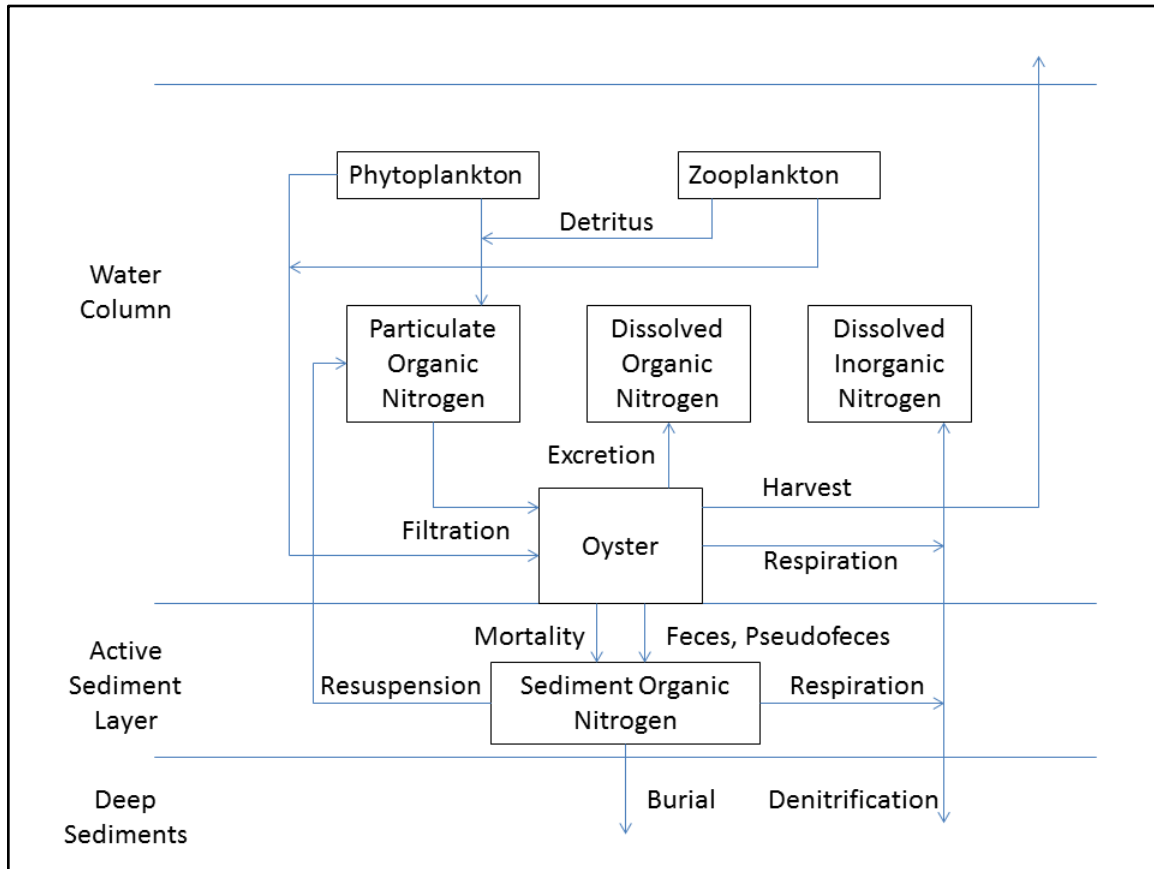 Phytoplankton
Zooplankton
Detritus
Water
Column
Particulate
Organic
Nitrogen
Dissolved
Organic
Nitrogen
Dissolved
Inorganic
Nitrogen
Excretion
Harvest
Filtration
Oyster
Respiration
Mortality
Feces, Pseudofeces
Active
Sediment
Layer
Resuspension
Sediment Organic
Nitrogen
Respiration
Deep
Sediments
Burial
Denitrification